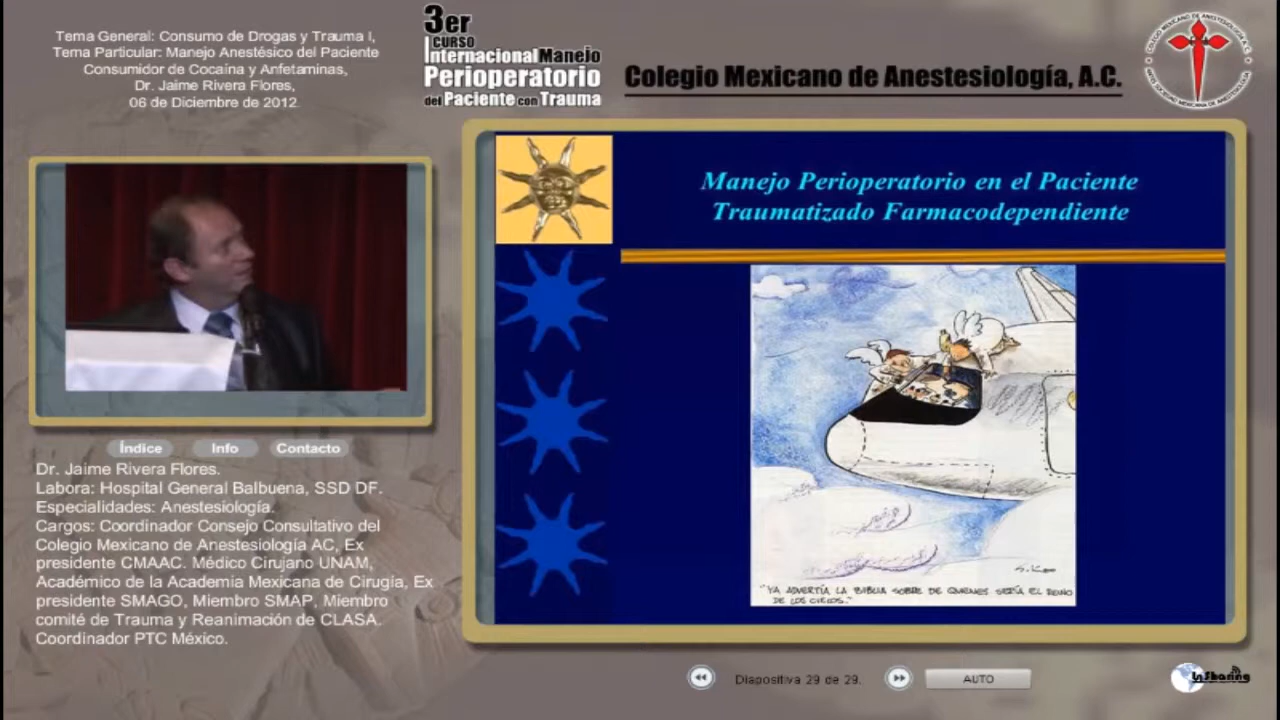 Tema General: Consumo de Drogas y Trauma I,
Tema Particular: Manejo Anestésico del Paciente
Consumidor de Cocaina y Anfetaminas,
Dr. Jaime Rivera Flores,
06 de Diciembre de 2012.
3er
CURSO
Internacional Manejo
Perioperatorio
del Paciente con Trauma
Colegio Mexicano de Anestesiología, A.C.
Manejo Perioperatorio en el Paciente
Traumatizado Farmacodependiente
"YA ADVERTÍA LA BIBLIA SOBRE DE QUIENES SERÍA EL REINO
DE LOS CIELOS."
Índice Info Contacto
Dr. Jaime Rivera Flores.
Labora: Hospital General Balbuena, SSD DF.
Especialidades: Anestesiología.
Cargos: Coordinador Consejo Consultativo del
Colegio Mexicano de Anestesiología AC, Ex
presidente CMAAC. Médico Cirujano UNAM,
Académico de la Academia Mexicana de Cirugía, Ex
presidente SMAGO, Miembro SMAP, Miembro
comité de Trauma y Reanimación de CLASA.
Coordinador PTC México.
Diapositiva 29 de 29.
AUTO
InSharing